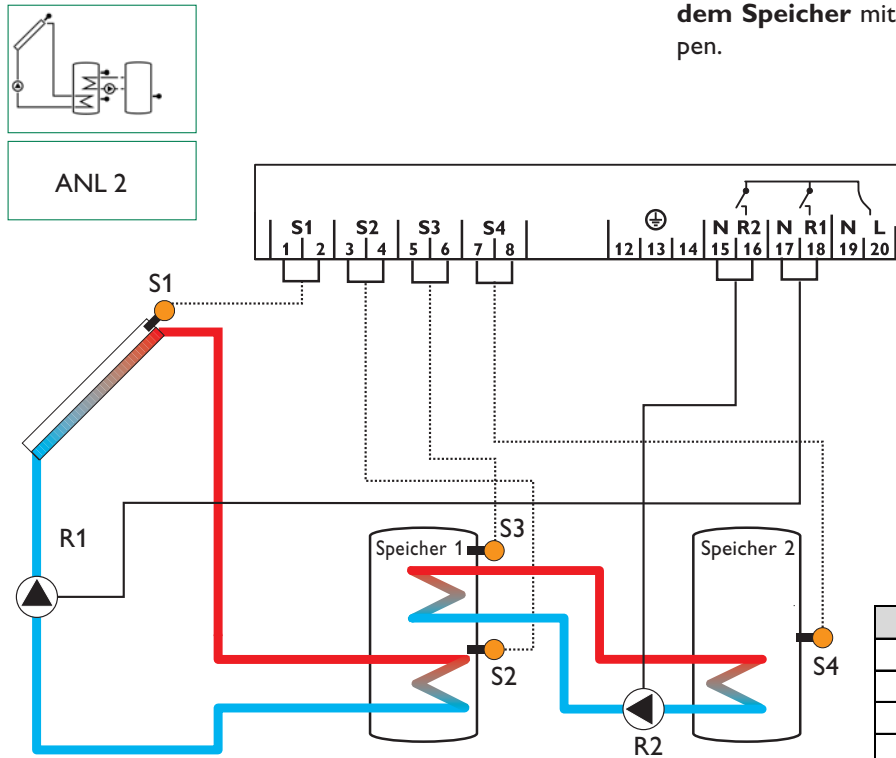 dem Speicher mit
pen.
ANL 2
S1 S2 S3 S4 N R2 N R1 N L
1 2 3 4 5 6 7 8 12 13 14 15 16 17 18 19 20
S1
R1
Speicher 1
S3
Speicher 2
S2
S4
R2